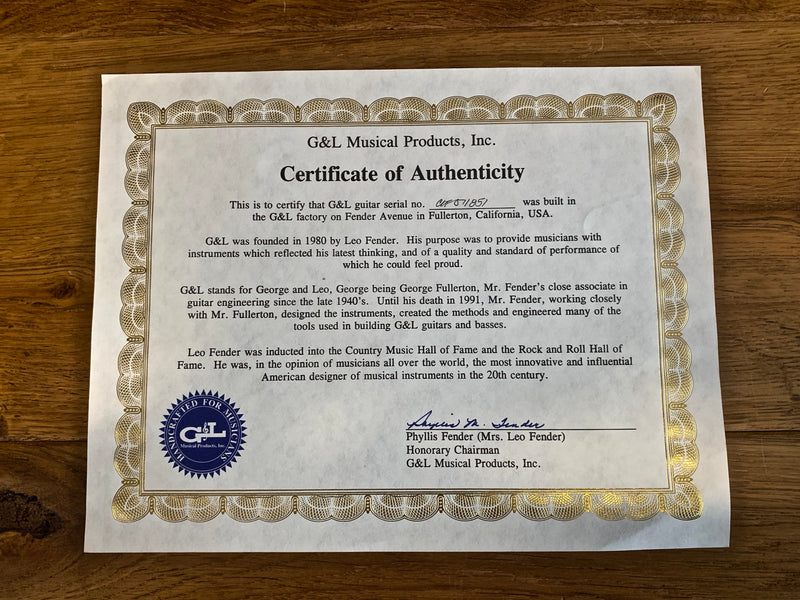 G&L Musical Products, Inc.
Certificate of Authenticity
This is to certify that G&L guitar serial no. CLF51851 was built in
the G&L factory on Fender Avenue in Fullerton, California, USA.
G&L was founded in 1980 by Leo Fender. His purpose was to provide musicians with
instruments which reflected his latest thinking, and of a quality and standard of performance of
which he could feel proud.
G&L stands for George and Leo, George being George Fullerton, Mr. Fender's close associate in
guitar engineering since the late 1940's. Until his death in 1991, Mr. Fender, working closely
with Mr. Fullerton, designed the instruments, created the methods and engineered many of the
tools used in building G&L guitars and basses.
Leo Fender was inducted into the Country Music Hall of Fame and the Rock and Roll Hall of
Fame. He was, in the opinion of musicians all over the world, the most innovative and influential
American designer of musical instruments in the 20th century.
HANDCRAFTED FOR MUSICIANS
G&L
Musical Products, Inc.
Phyllis M. Fender
Phyllis Fender (Mrs. Leo Fender)
Honorary Chairman
G&L Musical Products, Inc.